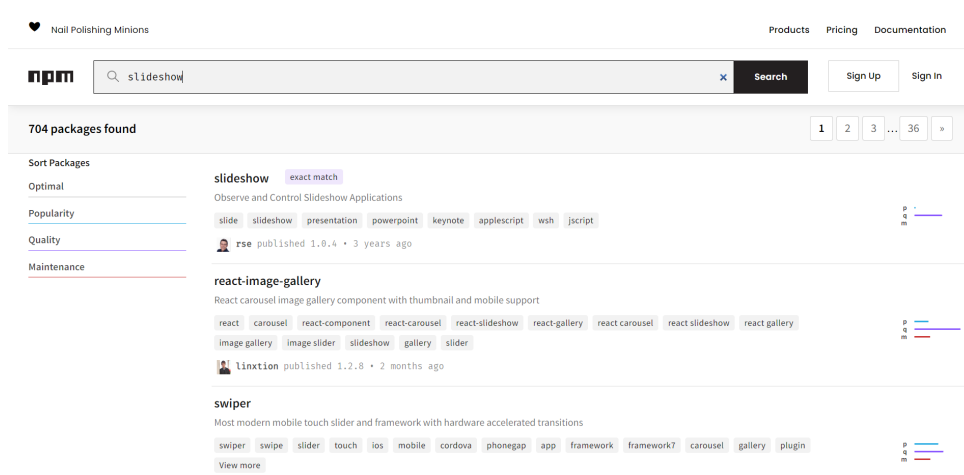 Nail Polishing Minions
Products Pricing Documentation
npm
slideshow
×
Search
Sign Up
Sign In
704 packages found
1 2 3 ... 36 »
Sort Packages
Optimal
Popularity
Quality
Maintenance
slideshow exact match
Observe and Control Slideshow Applications
slide slideshow presentation powerpoint keynote applescript wsh jscript
rse published 1.0.4 • 3 years ago
p
q
m
react-image-gallery
React carousel image gallery component with thumbnail and mobile support
react carousel react-component react-carousel react-slideshow react-gallery react carousel react slideshow react gallery
image gallery image slider slideshow gallery slider
linxtion published 1.2.8 • 2 months ago
p
q
m
swiper
Most modern mobile touch slider and framework with hardware accelerated transitions
swiper swipe slider touch ios mobile cordova phonegap app framework framework7 carousel gallery plugin
View more
p
q
m